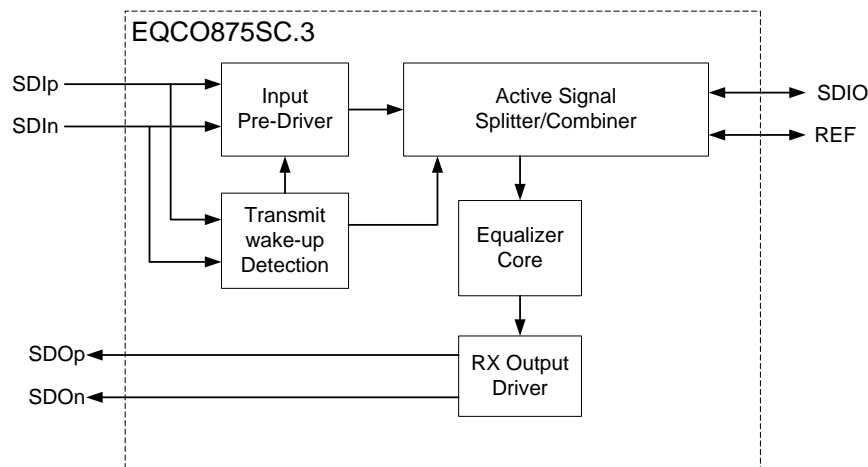 EQCO875SC.3
SDIp
SDIn
Input
Pre-Driver
Active Signal
Splitter/Combiner
SDIO
REF
Transmit
wake-up
Detection
Equalizer
Core
SDOp
SDOn
RX Output
Driver